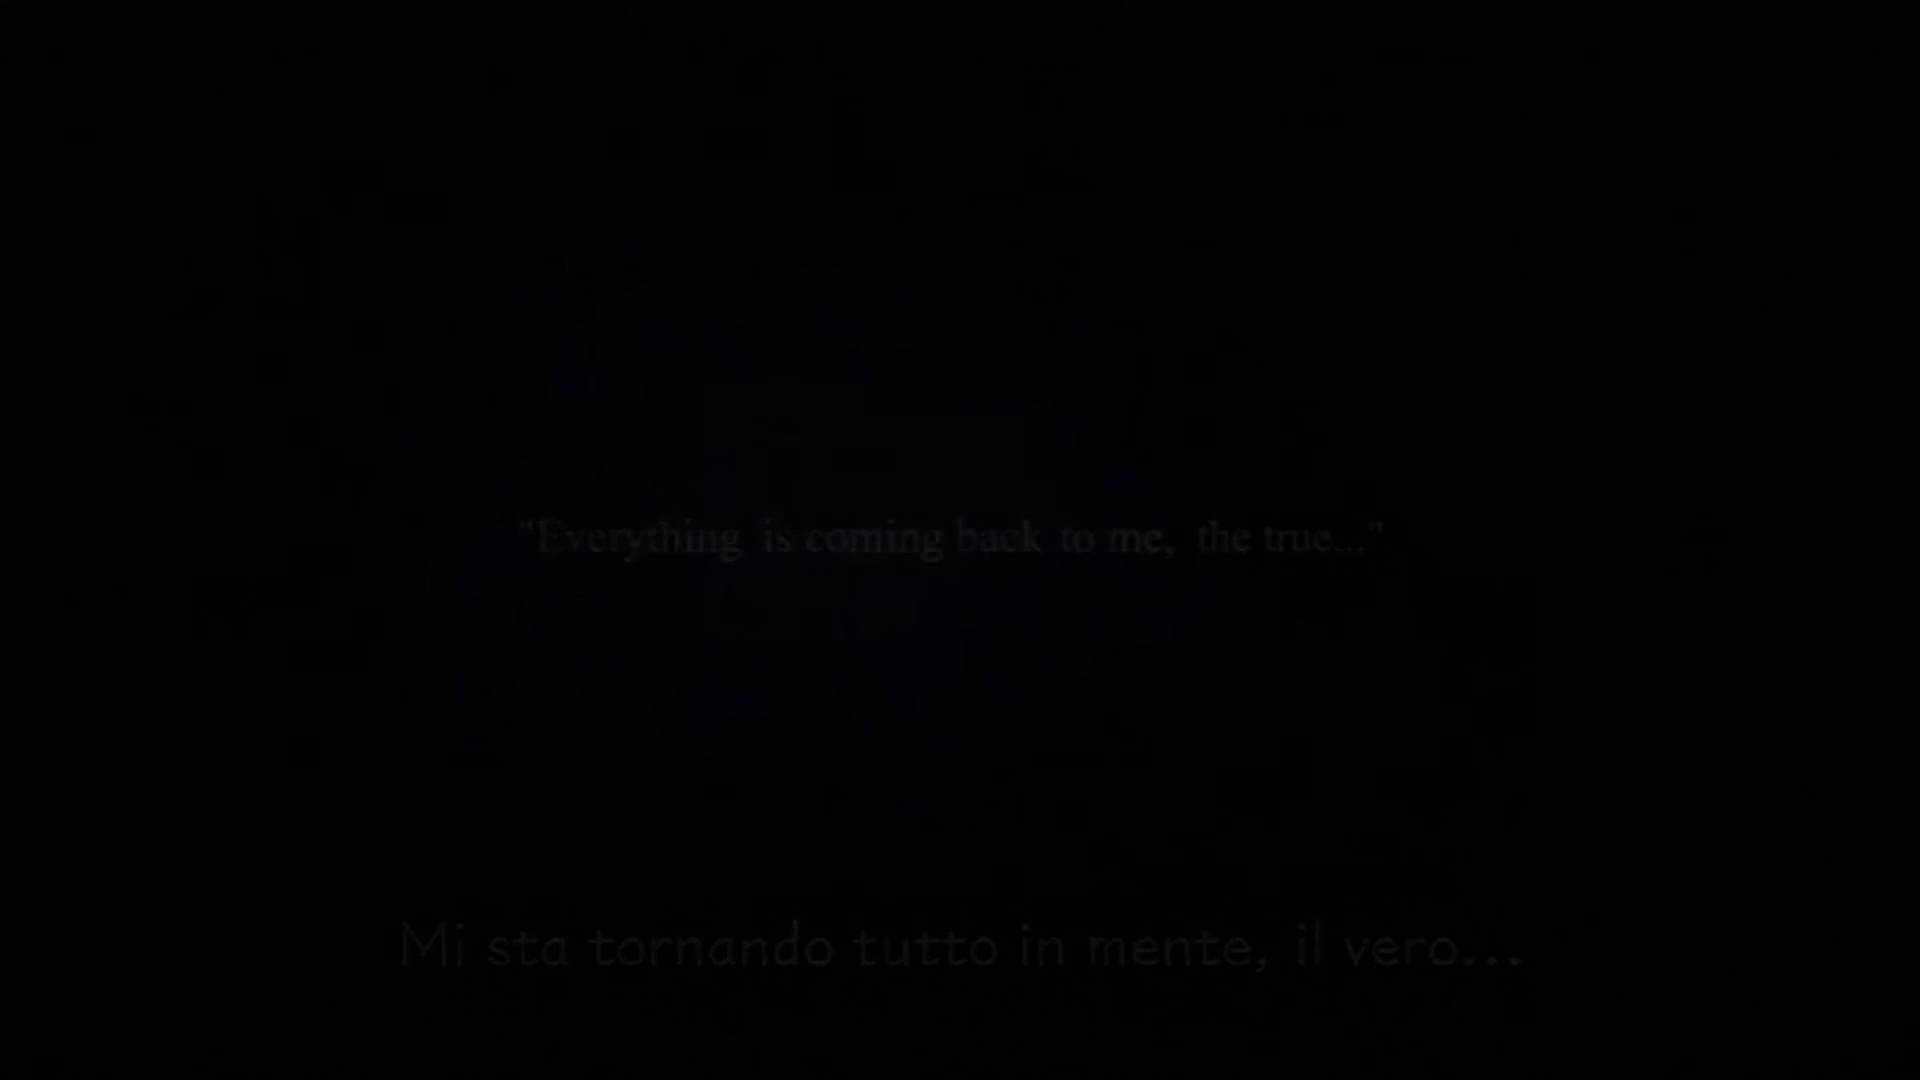 "Everything is coming back to me, the true..."
Mi sta tornando tutto in mente, il vero...